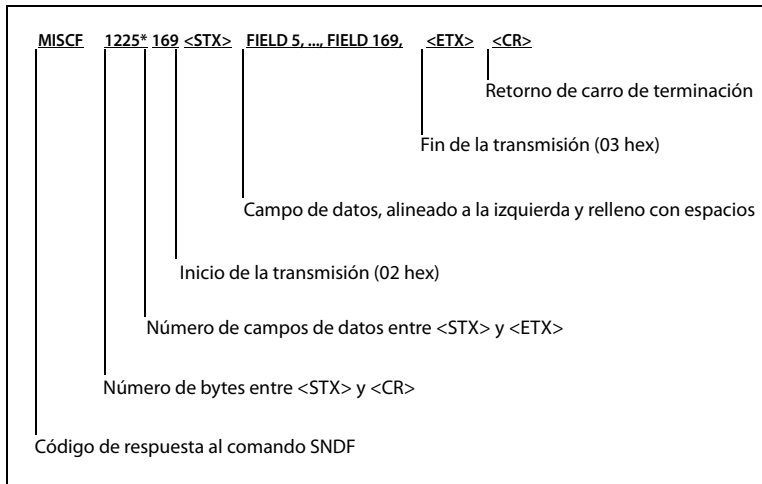 MISCF 1225* 169 <STX> FIELD 5, ..., FIELD 169, <ETX> <CR>
Retorno de carro de terminación
Fin de la transmisión (03 hex)
Campo de datos, alineado a la izquierda y relleno con espacios
Inicio de la transmisión (02 hex)
Número de campos de datos entre <STX> y <ETX>
Número de bytes entre <STX> y <CR>
Código de respuesta al comando SNDF